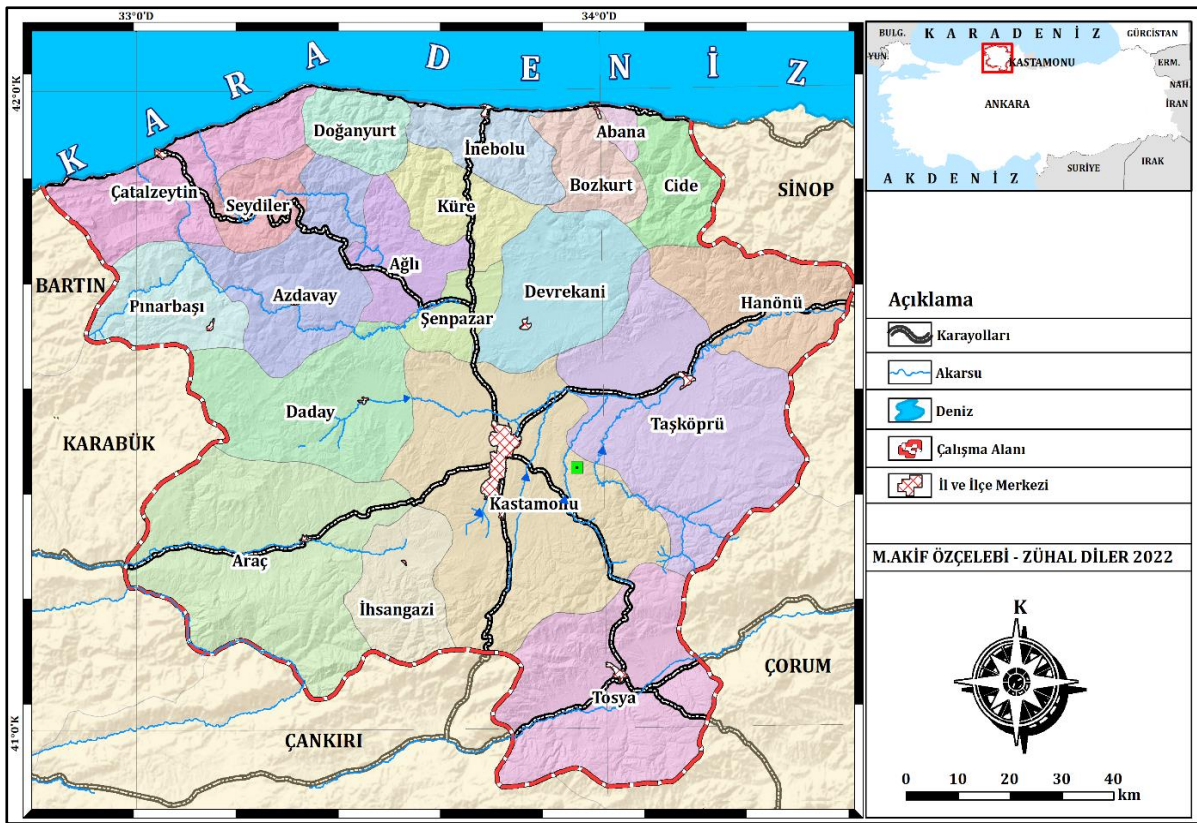 33°0'D
34°0'D
42°0'K
41°0'K
K A R A D E N İ Z
Doğanyurt
İnebolu
Abana
Bozkurt
Cide
SİNOP
Çatalzeytin
Seydiler
Küre
Ağlı
BARTIN
Pınarbaşı
Azdavay
Şenpazar
Devrekani
Hanönü
Daday
Taşköprü
KARABÜK
Kastamonu
Araç
İhsangazi
Tosya
ÇORUM
ÇANKIRI
BULG.
K A R A D E N İ Z
GÜRCİSTAN
YUN.
KASTAMONU
ERM.
NAH.
İRAN
ANKARA
SURİYE
IRAK
A K D E N İ Z
Açıklama
Karayolları
Akarsu
Deniz
Çalışma Alanı
İl ve İlçe Merkezi
M.AKİF ÖZÇELEBİ - ZÜHAL DİLER 2022
K
0 10 20 30 40
km